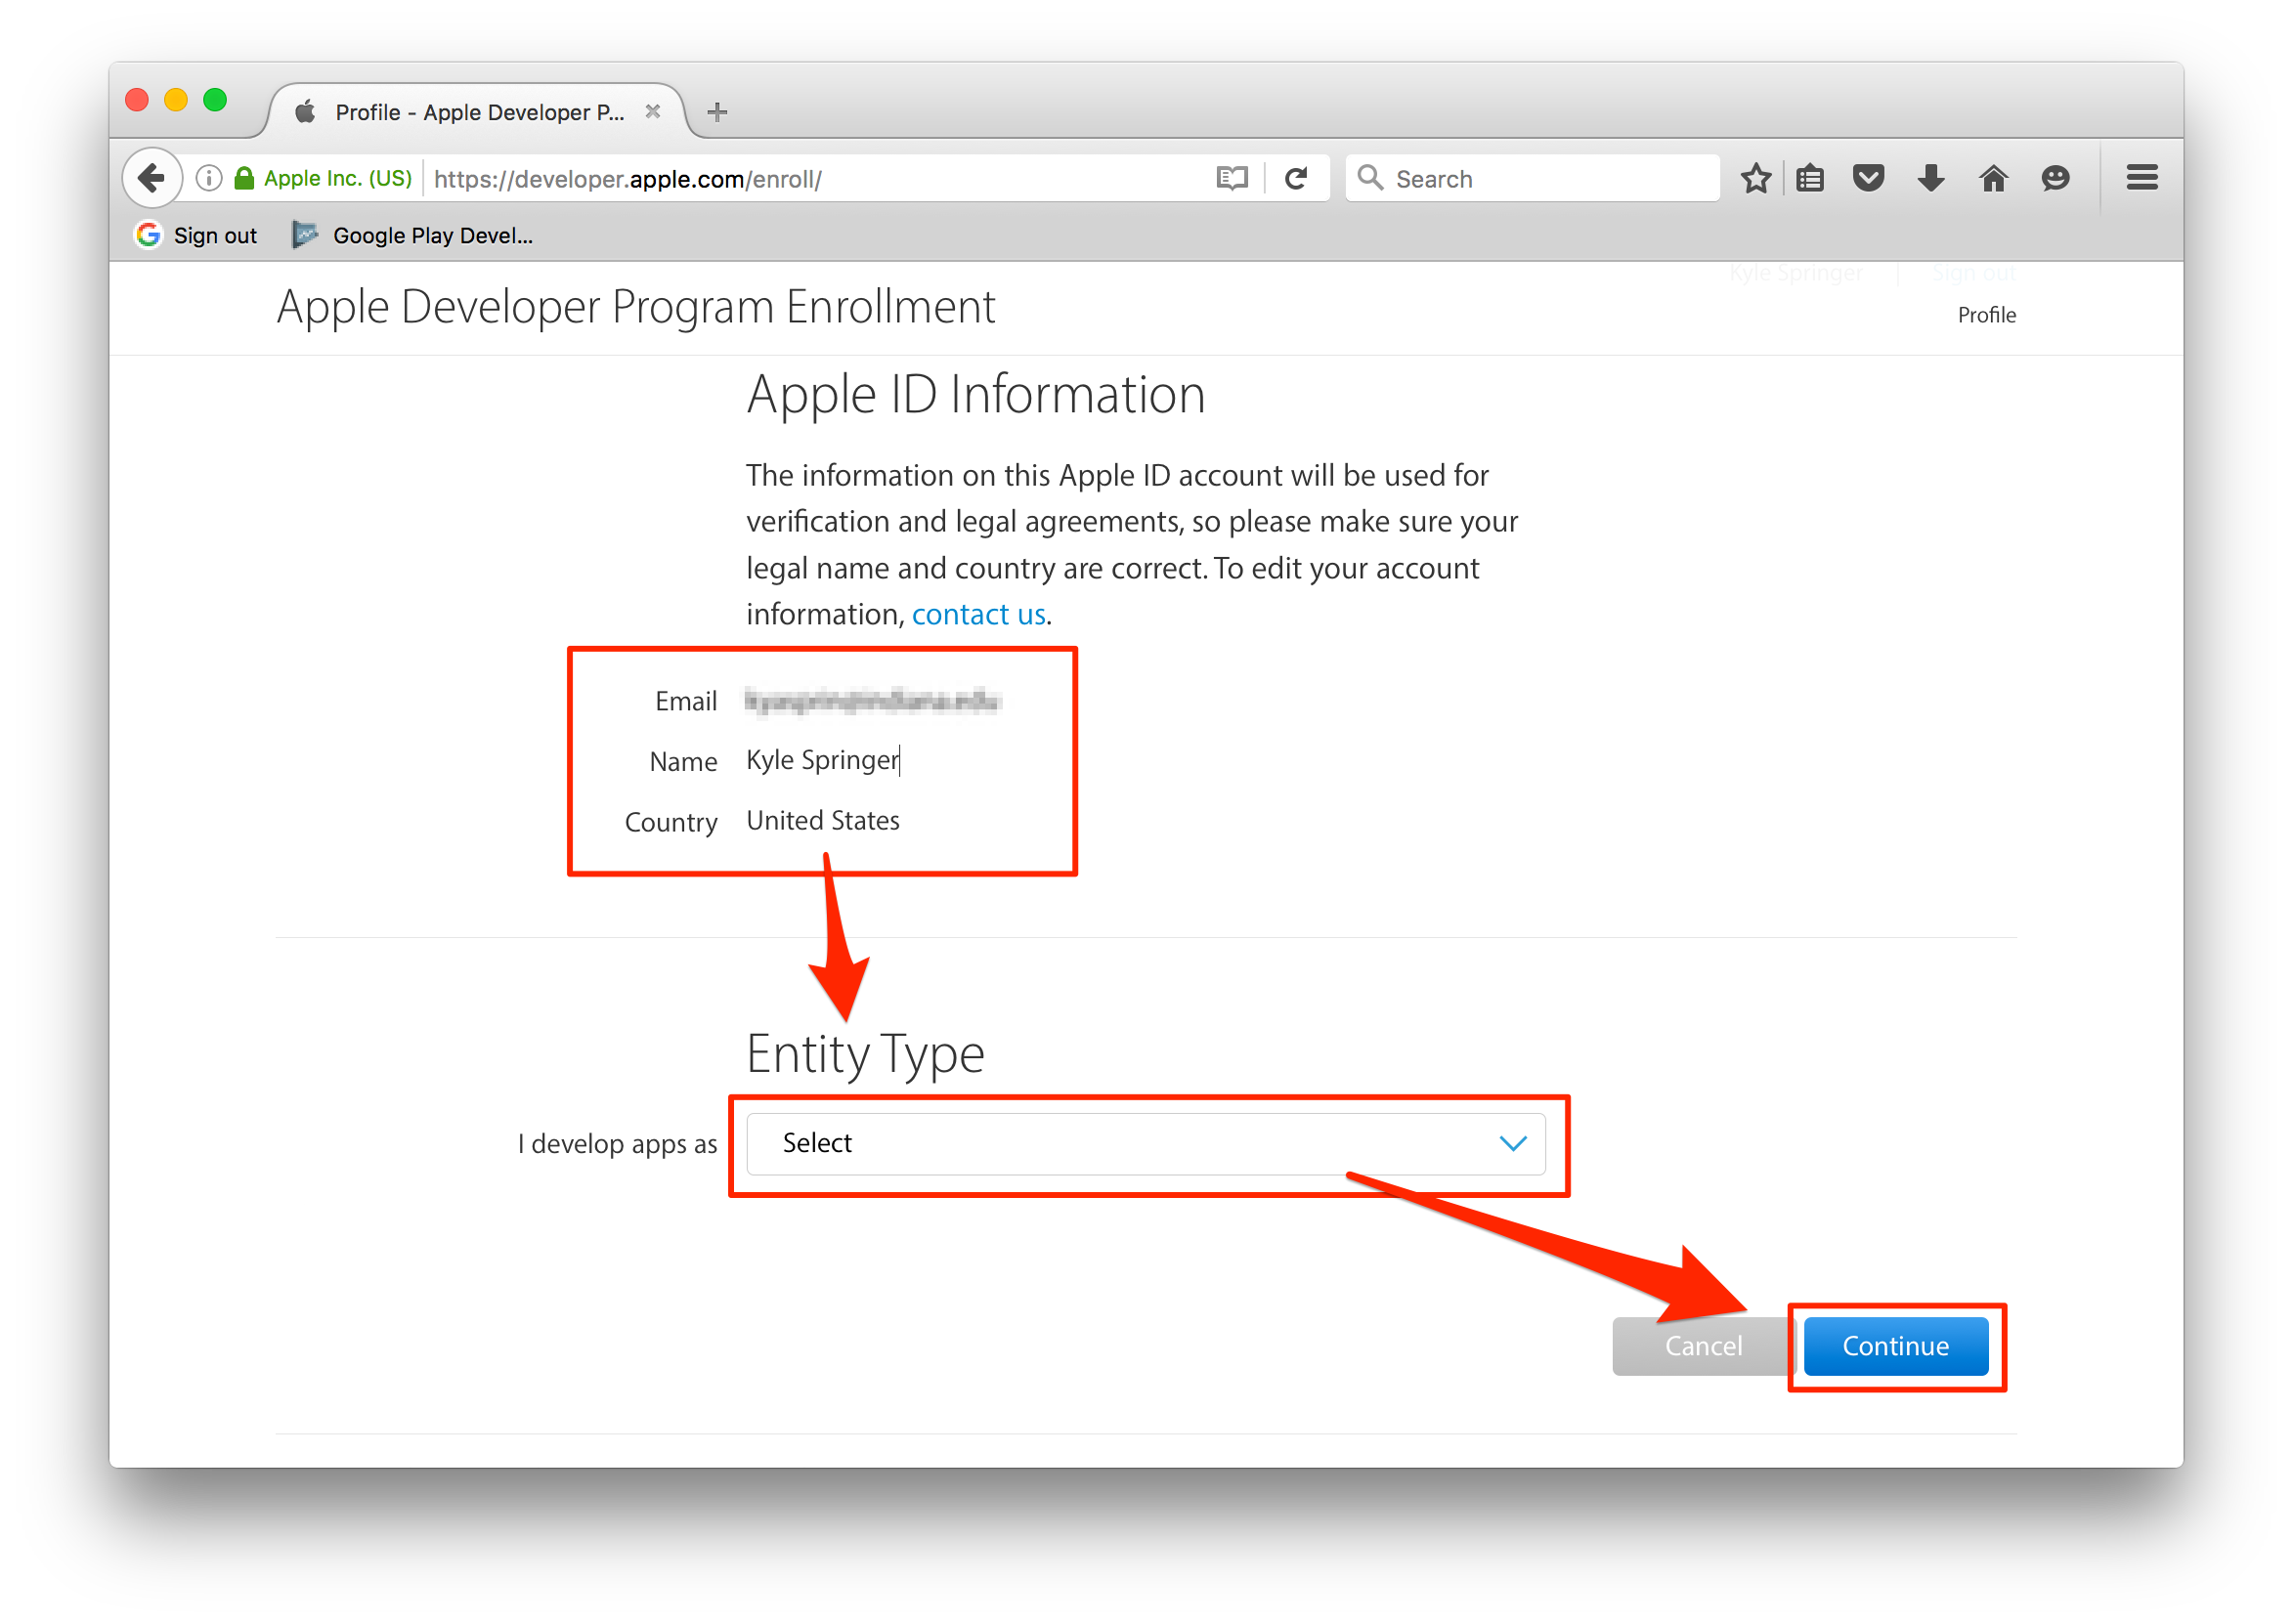 Profile - Apple Developer P...
Apple Inc. (US) https://developer.apple.com/enroll/ Search
Sign out Google Play Devel...
Kyle Springer | Sign out
Apple Developer Program Enrollment
Profile
Apple ID Information
The information on this Apple ID account will be used for
verification and legal agreements, so please make sure your
legal name and country are correct. To edit your account
information, contact us.
Email
Name Kyle Springer
Country United States
Entity Type
I develop apps as Select
Cancel Continue